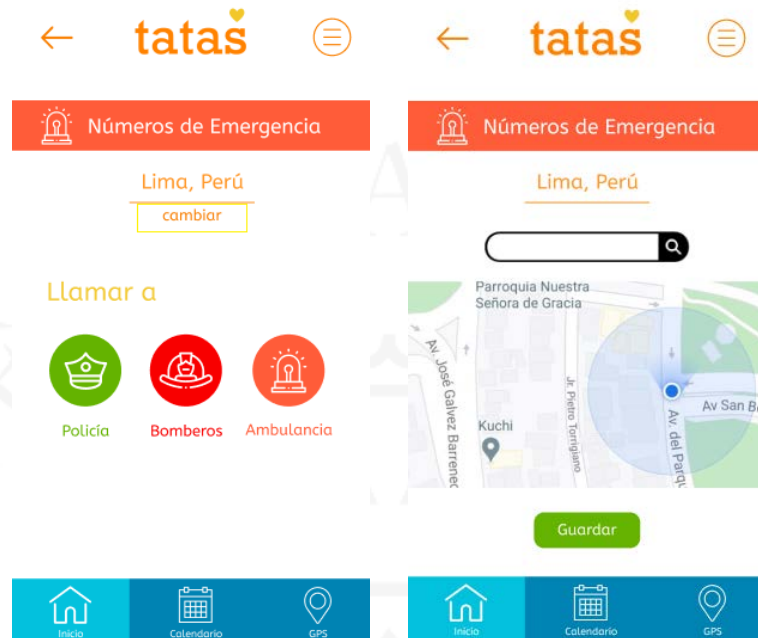 tatas
Números de Emergencia
Lima, Perú
cambiar
Llamar a
Policía
Bomberos
Ambulancia
Inicio
Calendario
GPS
tatas
Números de Emergencia
Lima, Perú
Parroquia Nuestra
Señora de Gracia
Av. José Galvez Barrenec
Jr. Pietro Torrigiano
Kuchi
Av San B
Av. del Parqu
Guardar
Inicio
Calendario
GPS